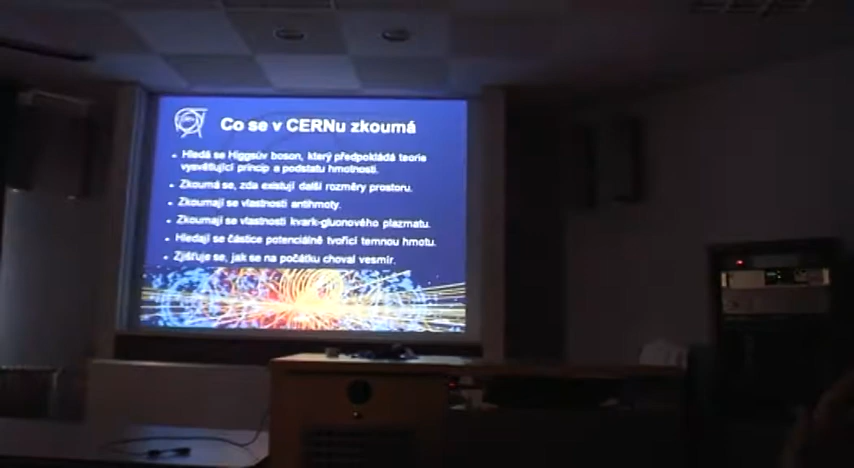 Co se v CERNu zkoumá
Hledá se Higgsův boson, který předpokládá teorie
vysvětlující princip a podstatu hmotnosti.
Zkoumá se, zda existují další rozměry prostoru.
Zkoumají se vlastnosti antihmoty.
Zkoumají se vlastnosti kvark-gluonového plazmatu.
Hledají se částice potenciálně tvořící temnou hmotu.
Zjišťuje se, jak se na počátku choval vesmír.